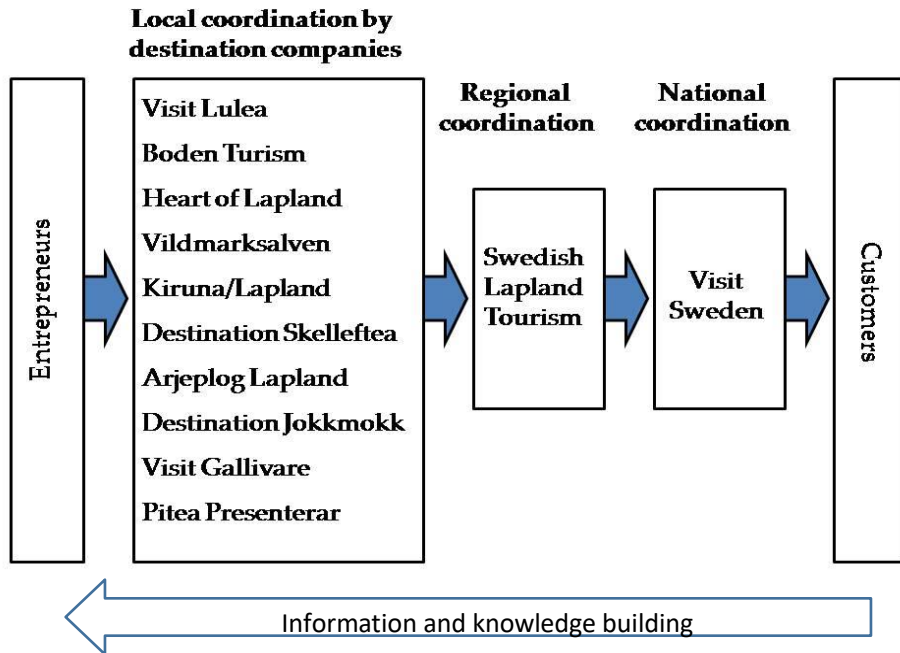 Local coordination by
destination companies
Entrepreneurs
Visit Lulea
Boden Turism
Heart of Lapland
Vildmarksalven
Kiruna/Lapland
Destination Skelleftea
Arjeplog Lapland
Destination Jokkmokk
Visit Gallivare
Pitea Presenterar
Regional
coordination
Swedish
Lapland
Tourism
National
coordination
Visit
Sweden
Customers
Information and knowledge building